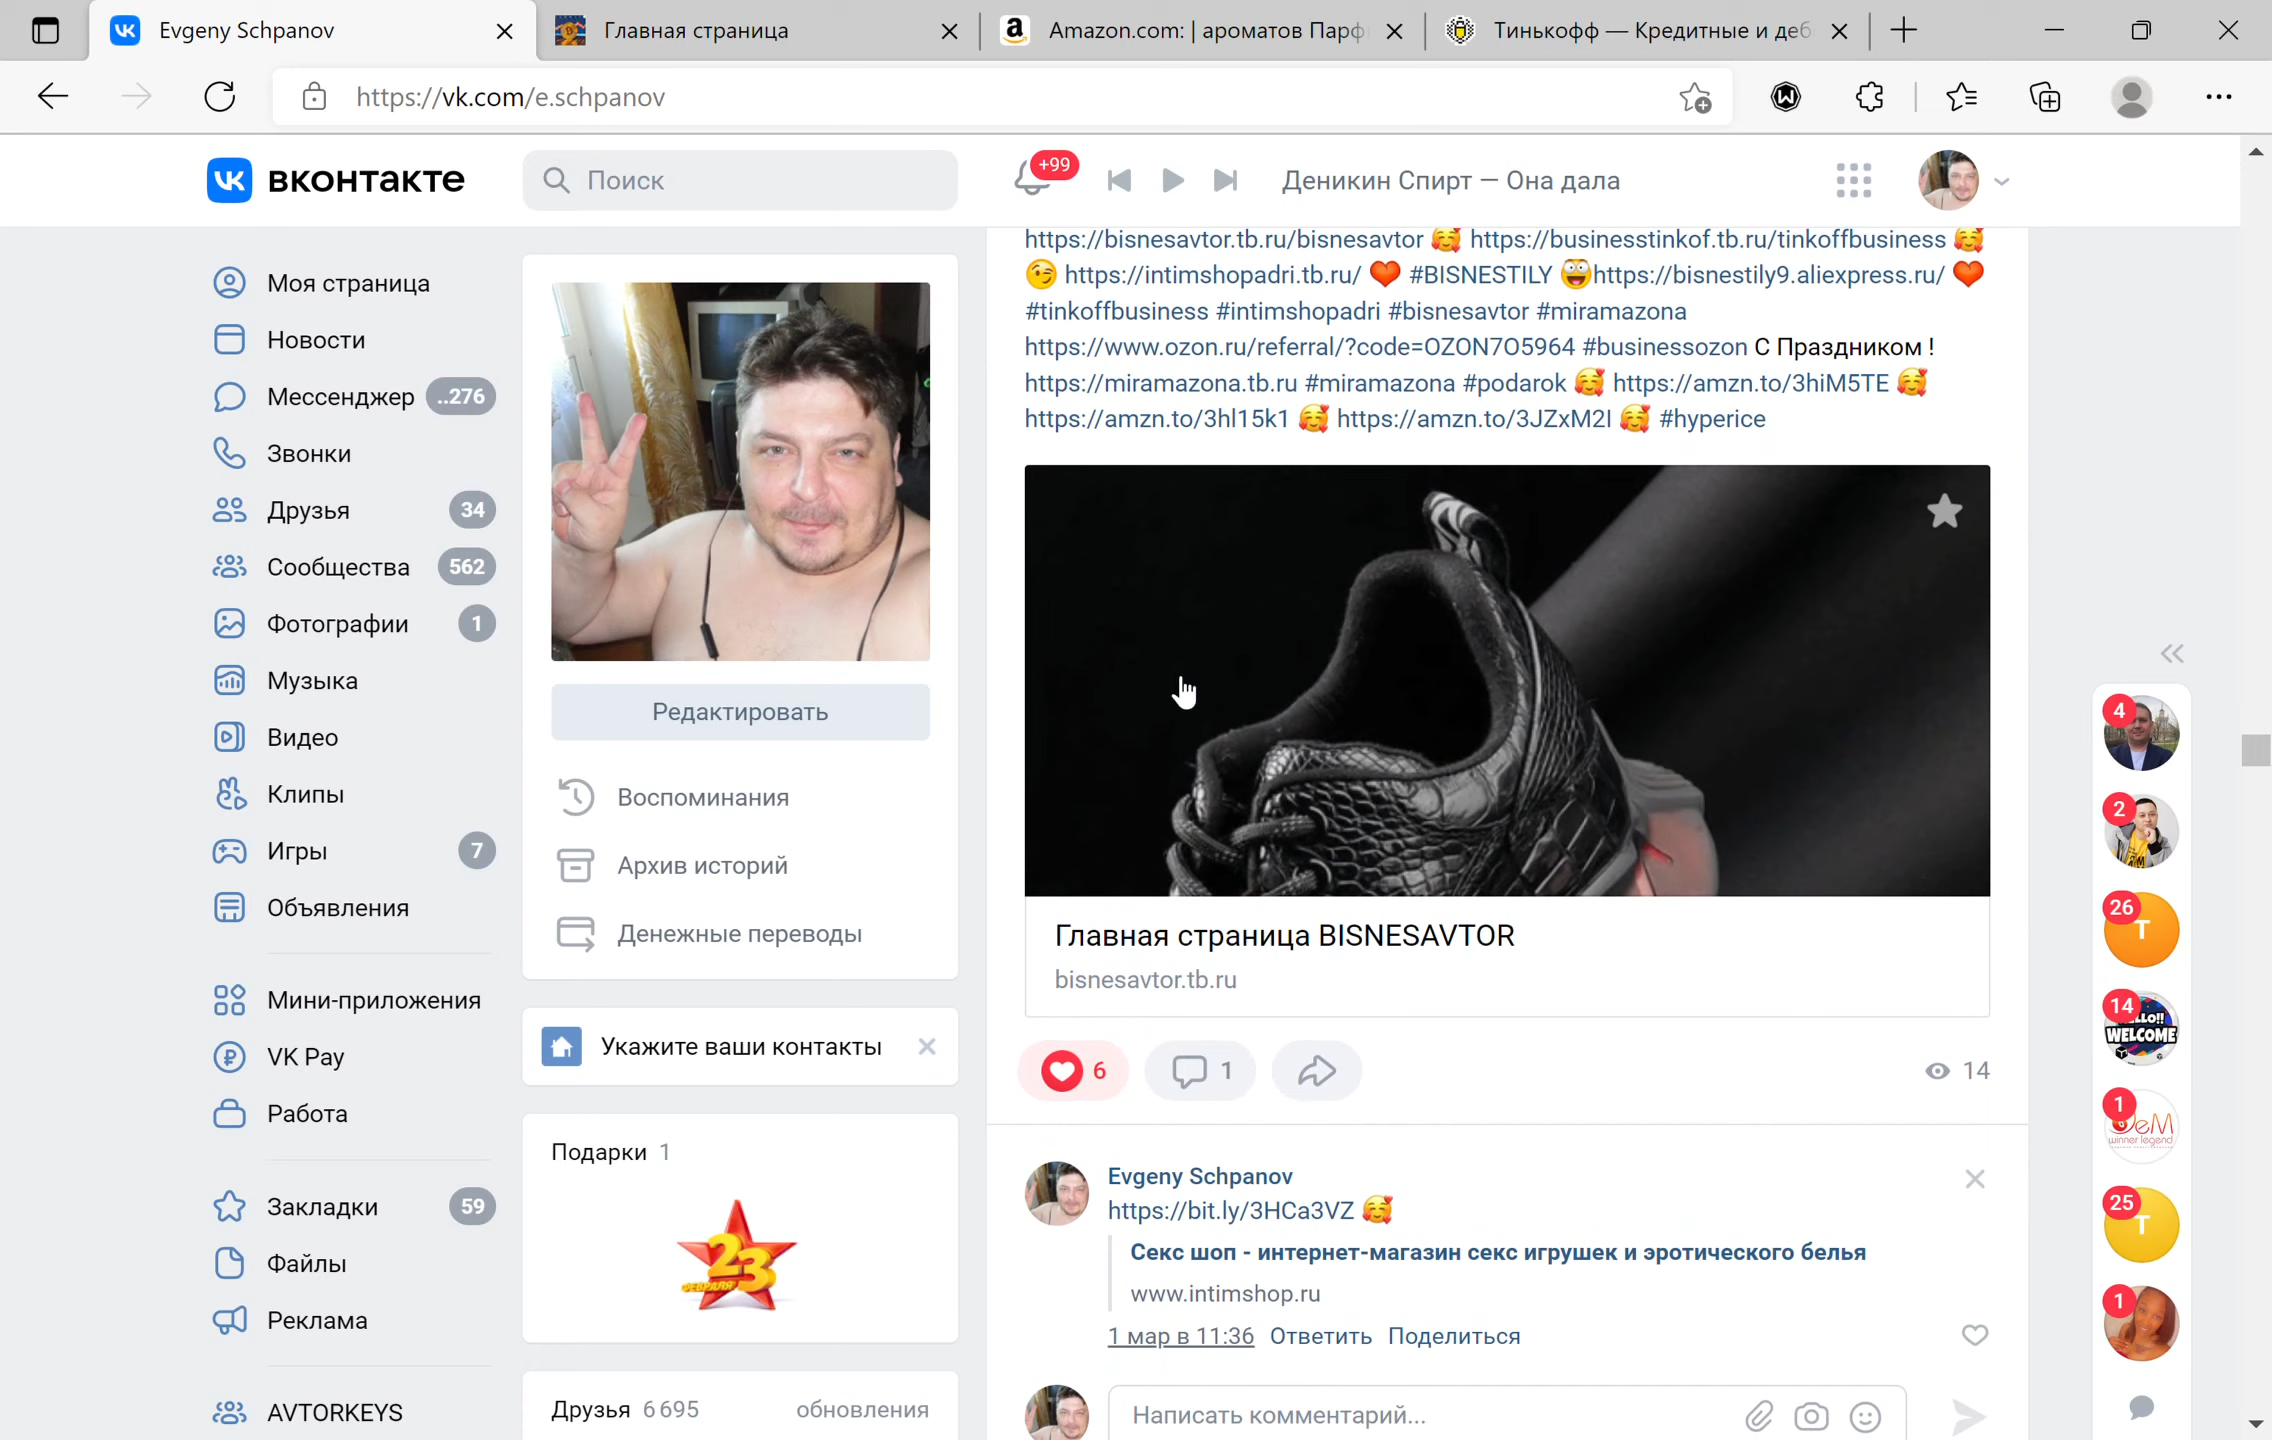 Evgeny Schpanov
Главная страница
Amazon.com: | ароматов Парф
Тинькофф — Кредитные и деб
https://vk.com/e.schpanov
вконтакте
Поиск
+99
Деникин Спирт — Она дала
Моя страница
Новости
Мессенджер ..276
Звонки
Друзья 34
Сообщества 562
Фотографии 1
Музыка
Видео
Клипы
Игры 7
Объявления
Мини-приложения
VK Pay
Работа
Закладки 59
Файлы
Реклама
AVTORKEYS
Редактировать
Воспоминания
Архив историй
Денежные переводы
Укажите ваши контакты
Подарки 1
23
ФЕВРАЛЯ
Друзья 6 695 обновления
https://bisnesavtor.tb.ru/bisnesavtor 🥰 https://businesstinkof.tb.ru/tinkoffbusiness 🥰
😉 https://intimshopadri.tb.ru/ ❤ #BISNESTILY 🤪https://bisnestily9.aliexpress.ru/ ❤
#tinkoffbusiness #intimshopadri #bisnesavtor #miramazona
https://www.ozon.ru/referral/?code=OZON7O5964 #businessozon С Праздником !
https://miramazona.tb.ru #miramazona #podarok 🥰 https://amzn.to/3hiM5TE 🥰
https://amzn.to/3hl15k1 🥰 https://amzn.to/3JZxM2I 🥰 #hyperice
Главная страница BISNESAVTOR
bisnesavtor.tb.ru
6
1
14
Evgeny Schpanov
https://bit.ly/3HCa3VZ 🥰
Секс шоп - интернет-магазин секс игрушек и эротического белья
www.intimshop.ru
1 мар в 11:36 Ответить Поделиться
Написать комментарий...
4
2
26
Т
14
WELCOME
1
winner legend
25
Т
1